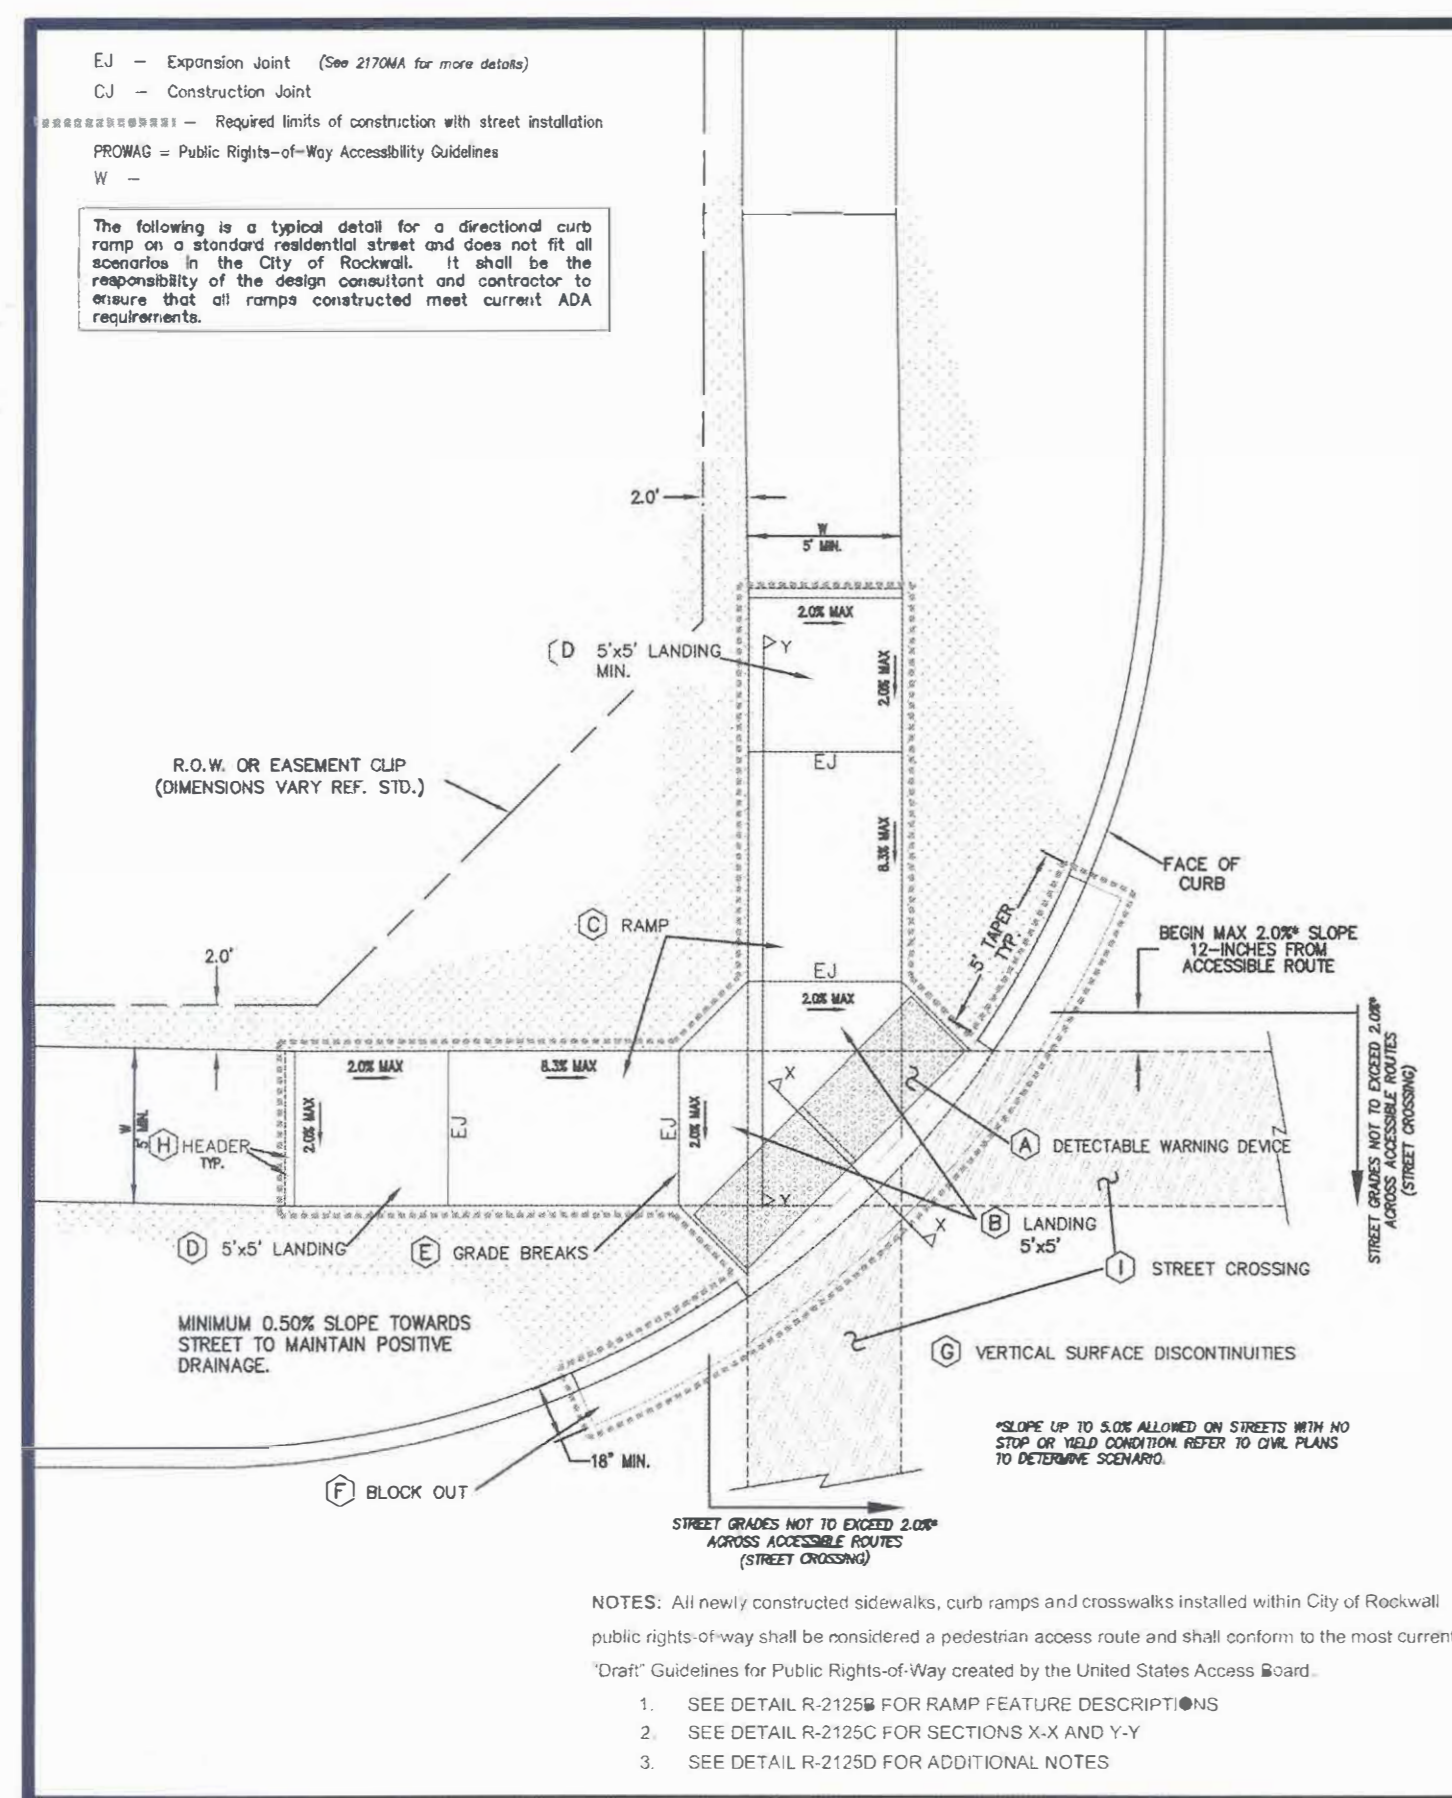 EJ – Expansion Joint (See 2170MA for more details)
CJ – Construction Joint
– Required limits of construction with street installation
PROWAG = Public Rights-of-Way Accessibility Guidelines
W –
The following is a typical detail for a directional curb
ramp on a standard residential street and does not fit all
scenarios in the City of Rockwall. It shall be the
responsibility of the design consultant and contractor to
ensure that all ramps constructed meet current ADA
requirements.
2.0'
W
5' MIN.
2.0% MAX
D 5'x5' LANDING
MIN.
Y
2.0% MAX
EJ
R.O.W. OR EASEMENT CLIP
(DIMENSIONS VARY REF. STD.)
8.3% MAX
FACE OF
CURB
C RAMP
5' TAPER
TYP.
BEGIN MAX 2.0%* SLOPE
12-INCHES FROM
ACCESSIBLE ROUTE
2.0'
EJ
2.0% MAX
STREET GRADES NOT TO EXCEED 2.0%*
ACROSS ACCESSIBLE ROUTES
(STREET CROSSING)
2.0% MAX
8.3% MAX
X
W
5' MIN.
H HEADER
TYP.
2.0% MAX
EJ
EJ
2.0% MAX
A DETECTABLE WARNING DEVICE
Y
X
B LANDING
5'x5'
D 5'x5' LANDING
E GRADE BREAKS
I STREET CROSSING
MINIMUM 0.50% SLOPE TOWARDS
STREET TO MAINTAIN POSITIVE
DRAINAGE.
G VERTICAL SURFACE DISCONTINUITIES
*SLOPE UP TO 5.0% ALLOWED ON STREETS WITH NO
STOP OR YIELD CONDITION. REFER TO CIVIL PLANS
TO DETERMINE SCENARIO.
18" MIN.
F BLOCK OUT
STREET GRADES NOT TO EXCEED 2.0%*
ACROSS ACCESSIBLE ROUTES
(STREET CROSSING)
NOTES: All newly constructed sidewalks, curb ramps and crosswalks installed within City of Rockwall
public rights-of-way shall be considered a pedestrian access route and shall conform to the most current
"Draft" Guidelines for Public Rights-of-Way created by the United States Access Board.
1. SEE DETAIL R-2125B FOR RAMP FEATURE DESCRIPTIONS
2. SEE DETAIL R-2125C FOR SECTIONS X-X AND Y-Y
3. SEE DETAIL R-2125D FOR ADDITIONAL NOTES